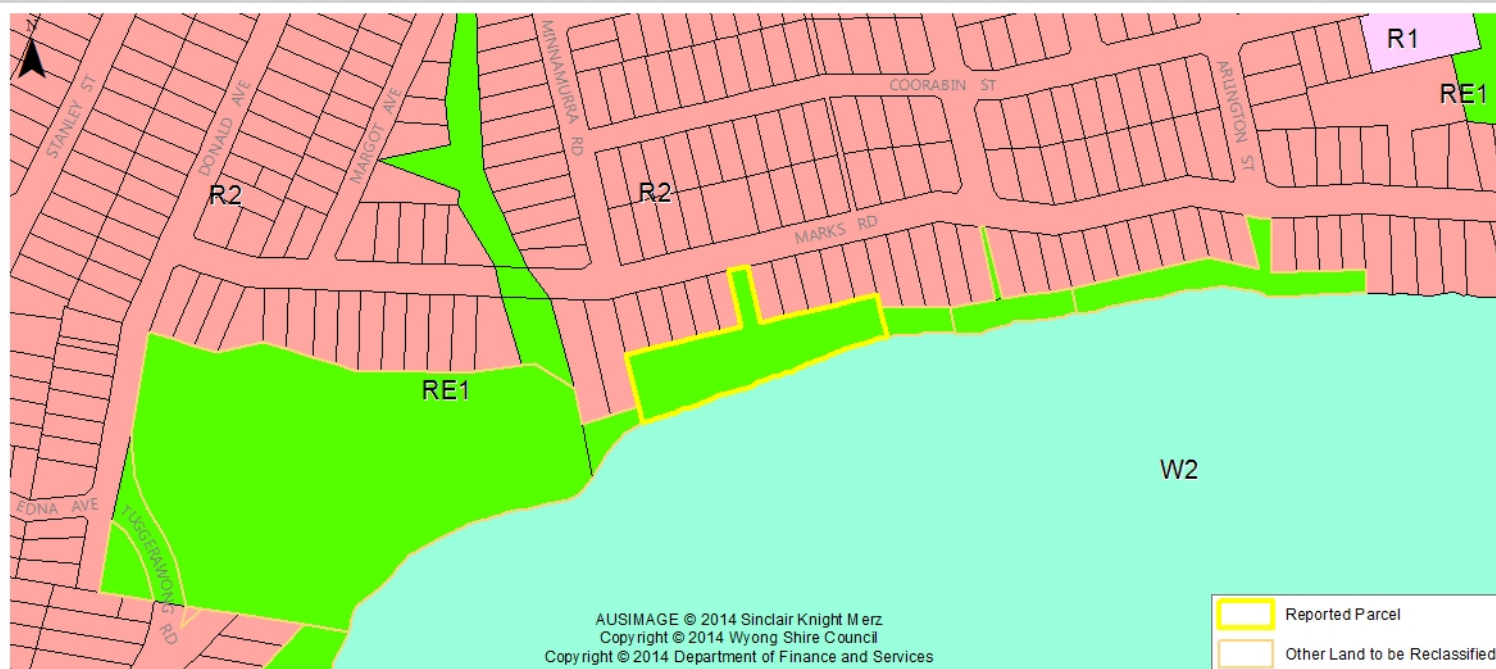 N
STANLEY ST
DONALD AVE
MARGOT AVE
MINNAMURRA RD
COORABIN ST
ARLINGTON ST
R1
RE1
R2
R2
MARKS RD
RE1
W2
EDNA AVE
TUGGERAWONG RD
AUSIMAGE © 2014 Sinclair Knight Merz
Copyright © 2014 Wyong Shire Council
Copyright © 2014 Department of Finance and Services
Reported Parcel
Other Land to be Reclassified